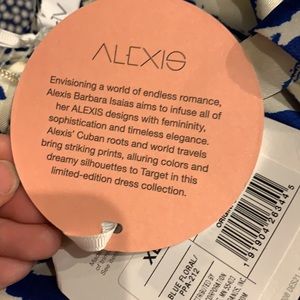 ALEXIS
Envisioning a world of endless romance,
Alexis Barbara Isaias aims to infuse all of
her ALEXIS designs with femininity,
sophistication and timeless elegance.
Alexis' Cuban roots and world travels
bring striking prints, alluring colors and
dreamy silhouettes to Target in this
limited-edition dress collection.
BLUE FLORAL/
PPA-212